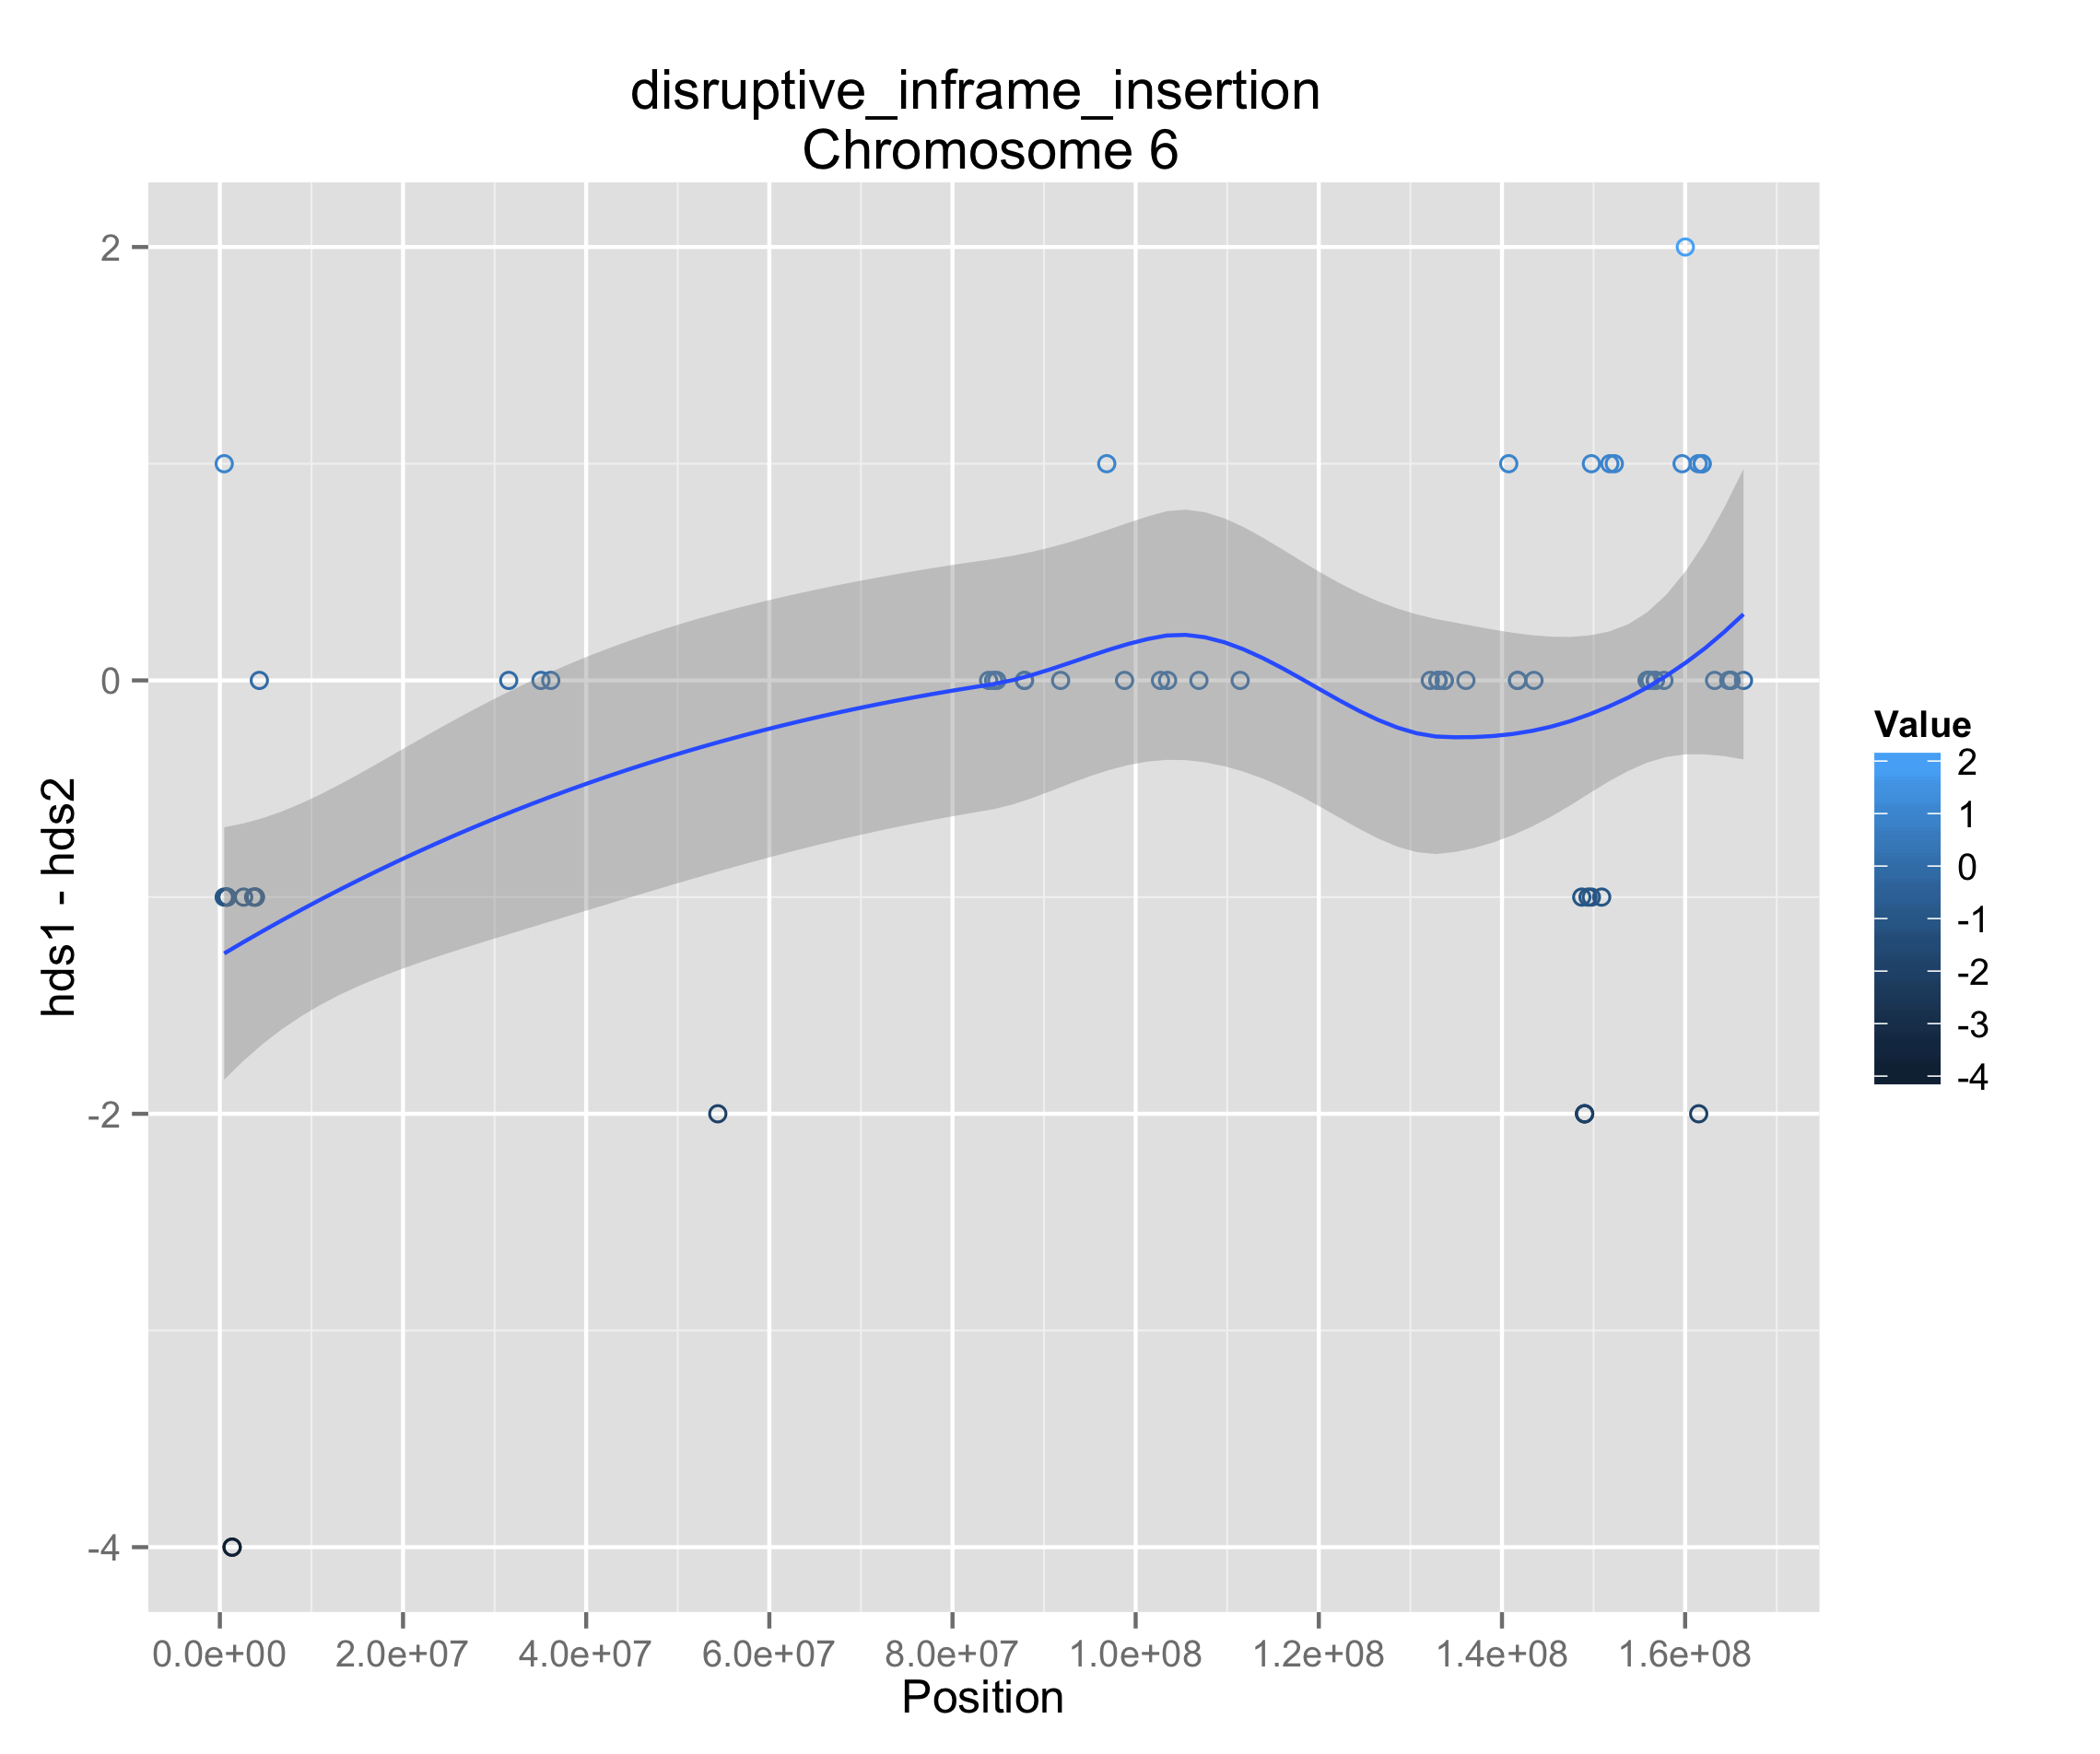 disruptive_inframe_insertion
Chromosome 6
hds1 - hds2
2
0
-2
-4
0.0e+00 2.0e+07 4.0e+07 6.0e+07 8.0e+07 1.0e+08 1.2e+08 1.4e+08 1.6e+08
Position
Value
2
1
0
-1
-2
-3
-4